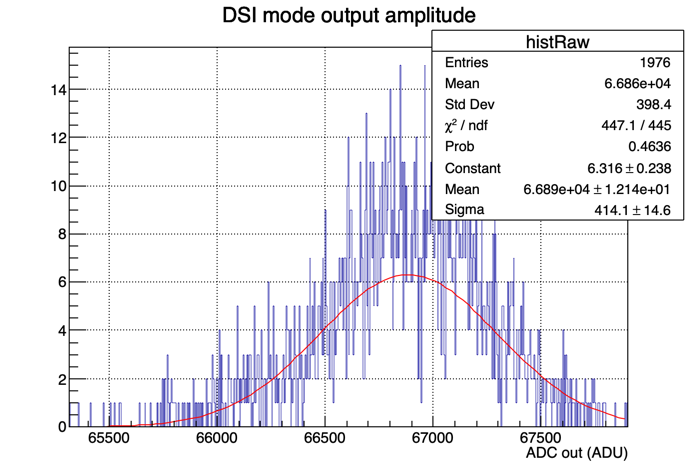 DSI mode output amplitude
histRaw
Entries 1976
Mean 6.686e+04
Std Dev 398.4
χ² / ndf 447.1 / 445
Prob 0.4636
Constant 6.316 ± 0.238
Mean 6.689e+04 ± 1.214e+01
Sigma 414.1 ± 14.6
14
12
10
8
6
4
2
0
65500 66000 66500 67000 67500
ADC out (ADU)